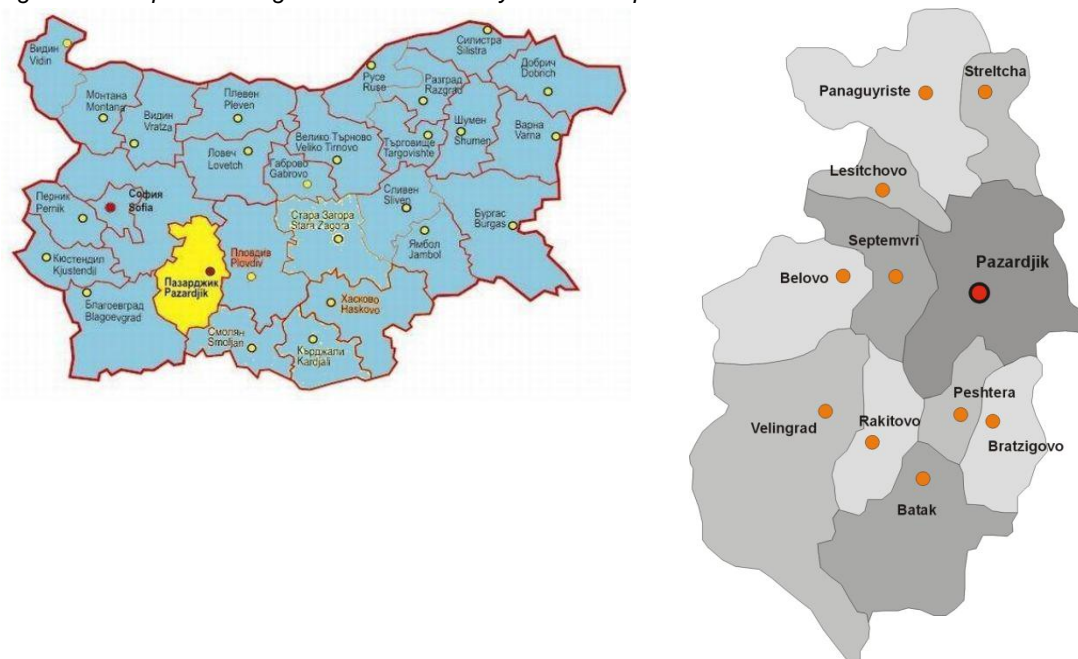 Видин
Vidin
Монтана
Montana
Видин
Vratza
Плевен
Pleven
Ловеч
Lovetch
Велико Търново
Veliko Tirnovo
Габрово
Gabrovo
Русе
Ruse
Силистра
Silistra
Разград
Razgrad
Добрич
Dobrich
Търговище
Targovishte
Шумен
Shumen
Варна
Varna
Перник
Pernik
София
Sofia
Кюстендил
Kjustendil
Благоевград
Blagoevgrad
Пазарджик
Pazardjik
Пловдив
Plovdiv
Стара Загора
Stara Zagora
Сливен
Sliven
Ямбол
Jambol
Бургас
Burgas
Хасково
Haskovo
Смолян
Smoljan
Кърджали
Kardjali
Panaguyriste
Streltcha
Lesitchovo
Septemvri
Pazardjik
Belovo
Velingrad
Rakitovo
Peshtera
Bratzigovo
Batak